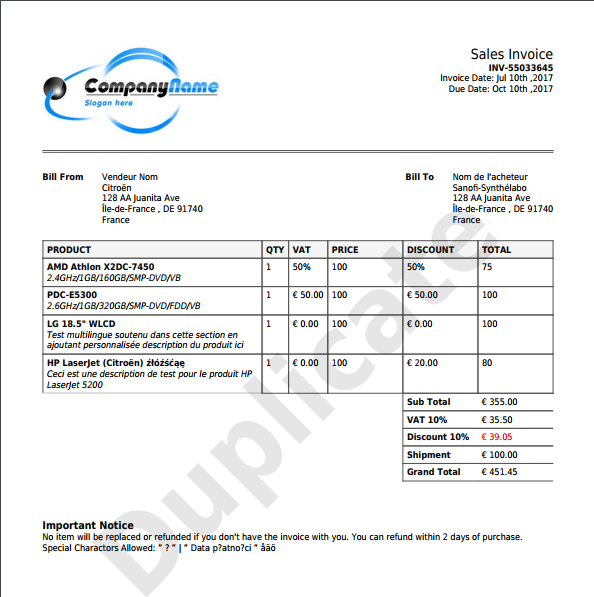 CompanyName
Slogan here
Sales Invoice
INV-55033645
Invoice Date: Jul 10th ,2017
Due Date: Oct 10th ,2017
Bill From
Vendeur Nom
Citroën
128 AA Juanita Ave
Île-de-France , DE 91740
France
Bill To
Nom de l'acheteur
Sanofi-Synthélabo
128 AA Juanita Ave
Île-de-France , DE 91740
France
PRODUCT QTY VAT PRICE DISCOUNT TOTAL
AMD Athlon X2DC-7450 1 50% 100 50% 75
2.4GHz/1GB/160GB/SMP-DVD/VB
PDC-E5300 1 € 50.00 100 € 50.00 100
2.6GHz/1GB/320GB/SMP-DVD/FDD/VB
LG 18.5" WLCD 1 € 0.00 100 € 0.00 100
Test multilingue soutenu dans cette section en
ajoutant personnalisée description du produit ici
HP LaserJet (Citroën) źłóżśćąę 1 € 0.00 100 € 20.00 80
Ceci est une description de test pour le produit HP
LaserJet 5200
Sub Total € 355.00
VAT 10% € 35.50
Discount 10% € 39.05
Shipment € 100.00
Grand Total € 451.45
Duplicate
Important Notice
No item will be replaced or refunded if you don't have the invoice with you. You can refund within 2 days of purchase.
Special Charactors Allowed: " ? " | " Data p?atno?ci " åäö